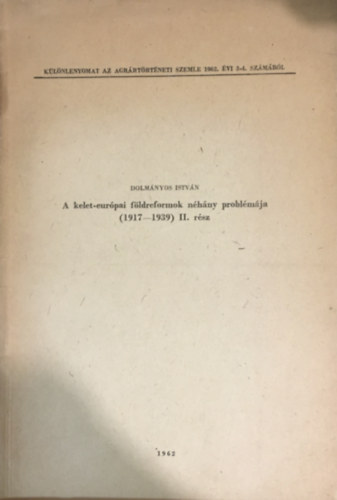 KÜLÖNLENYOMAT AZ AGRÁRTÖRTÉNETI SZEMLE 1962. ÉVI 3-4. SZÁMÁBÓL
DOLMÁNYOS ISTVÁN
A kelet-európai földreformok néhány problémája
(1917—1939) II. rész
1962